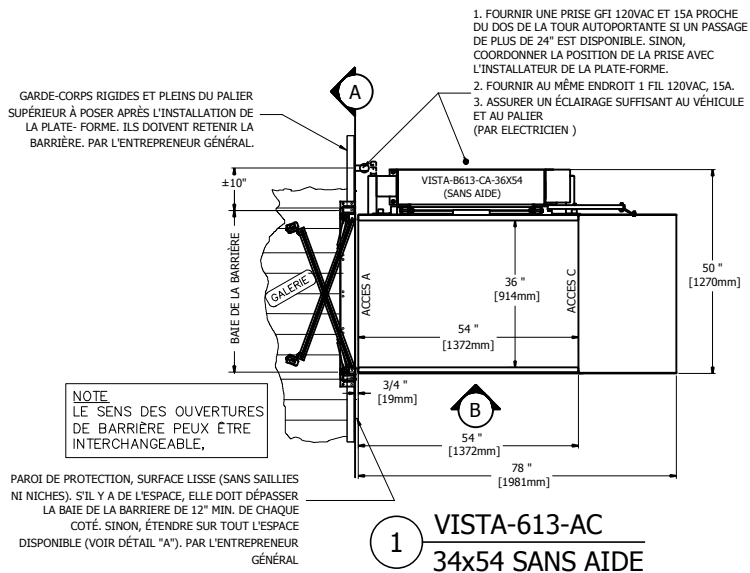 1. FOURNIR UNE PRISE GFI 120VAC ET 15A PROCHE
DU DOS DE LA TOUR AUTOPORTANTE SI UN PASSAGE
DE PLUS DE 24" EST DISPONIBLE. SINON,
COORDONNER LA POSITION DE LA PRISE AVEC
L'INSTALLATEUR DE LA PLATE-FORME.
2. FOURNIR AU MÊME ENDROIT 1 FIL 120VAC, 15A.
3. ASSURER UN ÉCLAIRAGE SUFFISANT AU VÉHICULE
ET AU PALIER
(PAR ELECTRICIEN )
A
GARDE-CORPS RIGIDES ET PLEINS DU PALIER
SUPÉRIEUR À POSER APRÈS L'INSTALLATION DE
LA PLATE- FORME. ILS DOIVENT RETENIR LA
BARRIÈRE. PAR L'ENTREPRENEUR GÉNÉRAL.
±10"
VISTA-B613-CA-36X54
(SANS AIDE)
BAIE DE LA BARRIÈRE
GALERIE
ACCES A
36 "
[914mm]
ACCES C
50 "
[1270mm]
54 "
[1372mm]
3/4 "
[19mm]
B
54 "
[1372mm]
78 "
[1981mm]
NOTE
LE SENS DES OUVERTURES
DE BARRIÈRE PEUX ÊTRE
INTERCHANGEABLE,
PAROI DE PROTECTION, SURFACE LISSE (SANS SAILLIES
NI NICHES). S'IL Y A DE L'ESPACE, ELLE DOIT DÉPASSER
LA BAIE DE LA BARRIERE DE 12" MIN. DE CHAQUE
COTÉ. SINON, ÉTENDRE SUR TOUT L'ESPACE
DISPONIBLE (VOIR DÉTAIL "A"). PAR L'ENTREPRENEUR
GÉNÉRAL
1
VISTA-613-AC
34x54 SANS AIDE